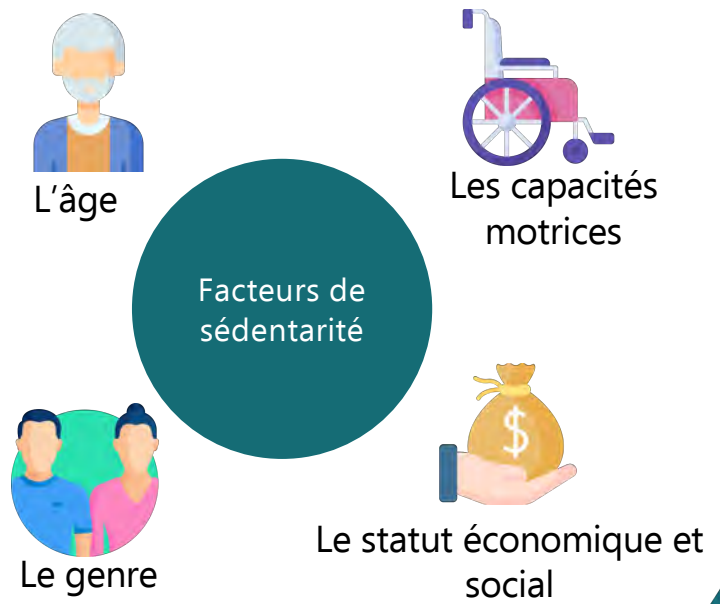 L'âge
Les capacités
motrices
Facteurs de
sédentarité
$
Le genre
Le statut économique et
social